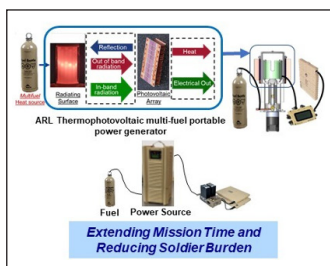 Reflection
Out of band
radiation
In-band
radiation
Heat
Electrical Out
Multifuel
Heat source
Radiating
Surface
Photovoltaic
Array
ARL Thermophotovoltaic multi-fuel portable
power generator
Fuel Power Source
Extending Mission Time and
Reducing Soldier Burden